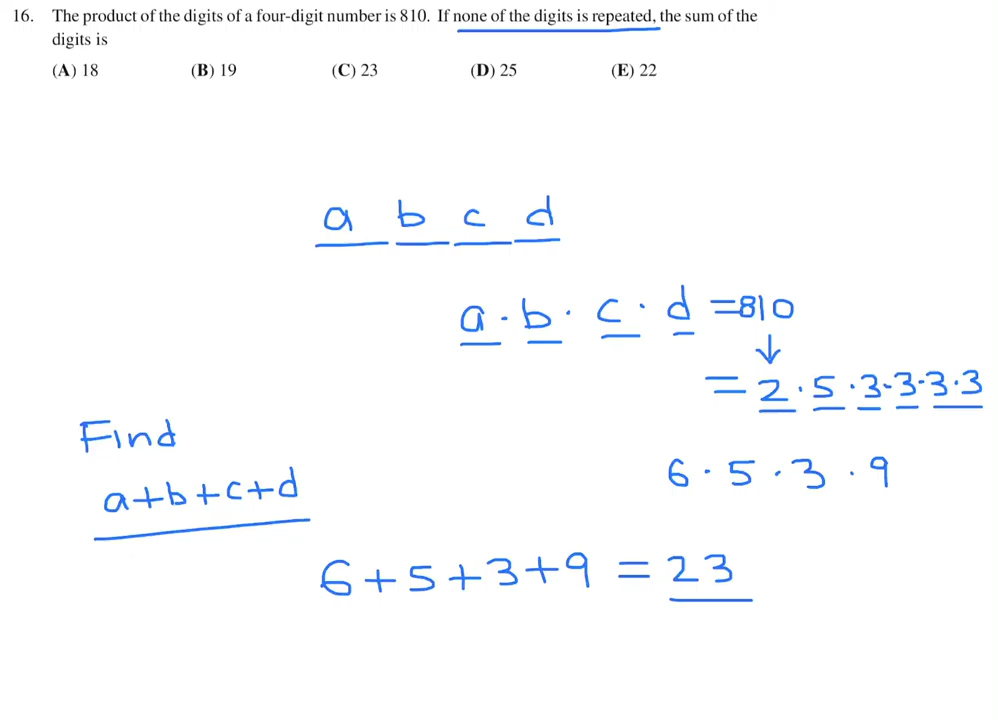 16. The product of the digits of a four-digit number is 810. If none of the digits is repeated, the sum of the
digits is
(A) 18 (B) 19 (C) 23 (D) 25 (E) 22
a b c d
a · b · c · d = 810
↓
= 2 · 5 · 3 · 3 · 3 · 3
Find
6 · 5 · 3 · 9
a+b+c+d
6+5+3+9 = 23